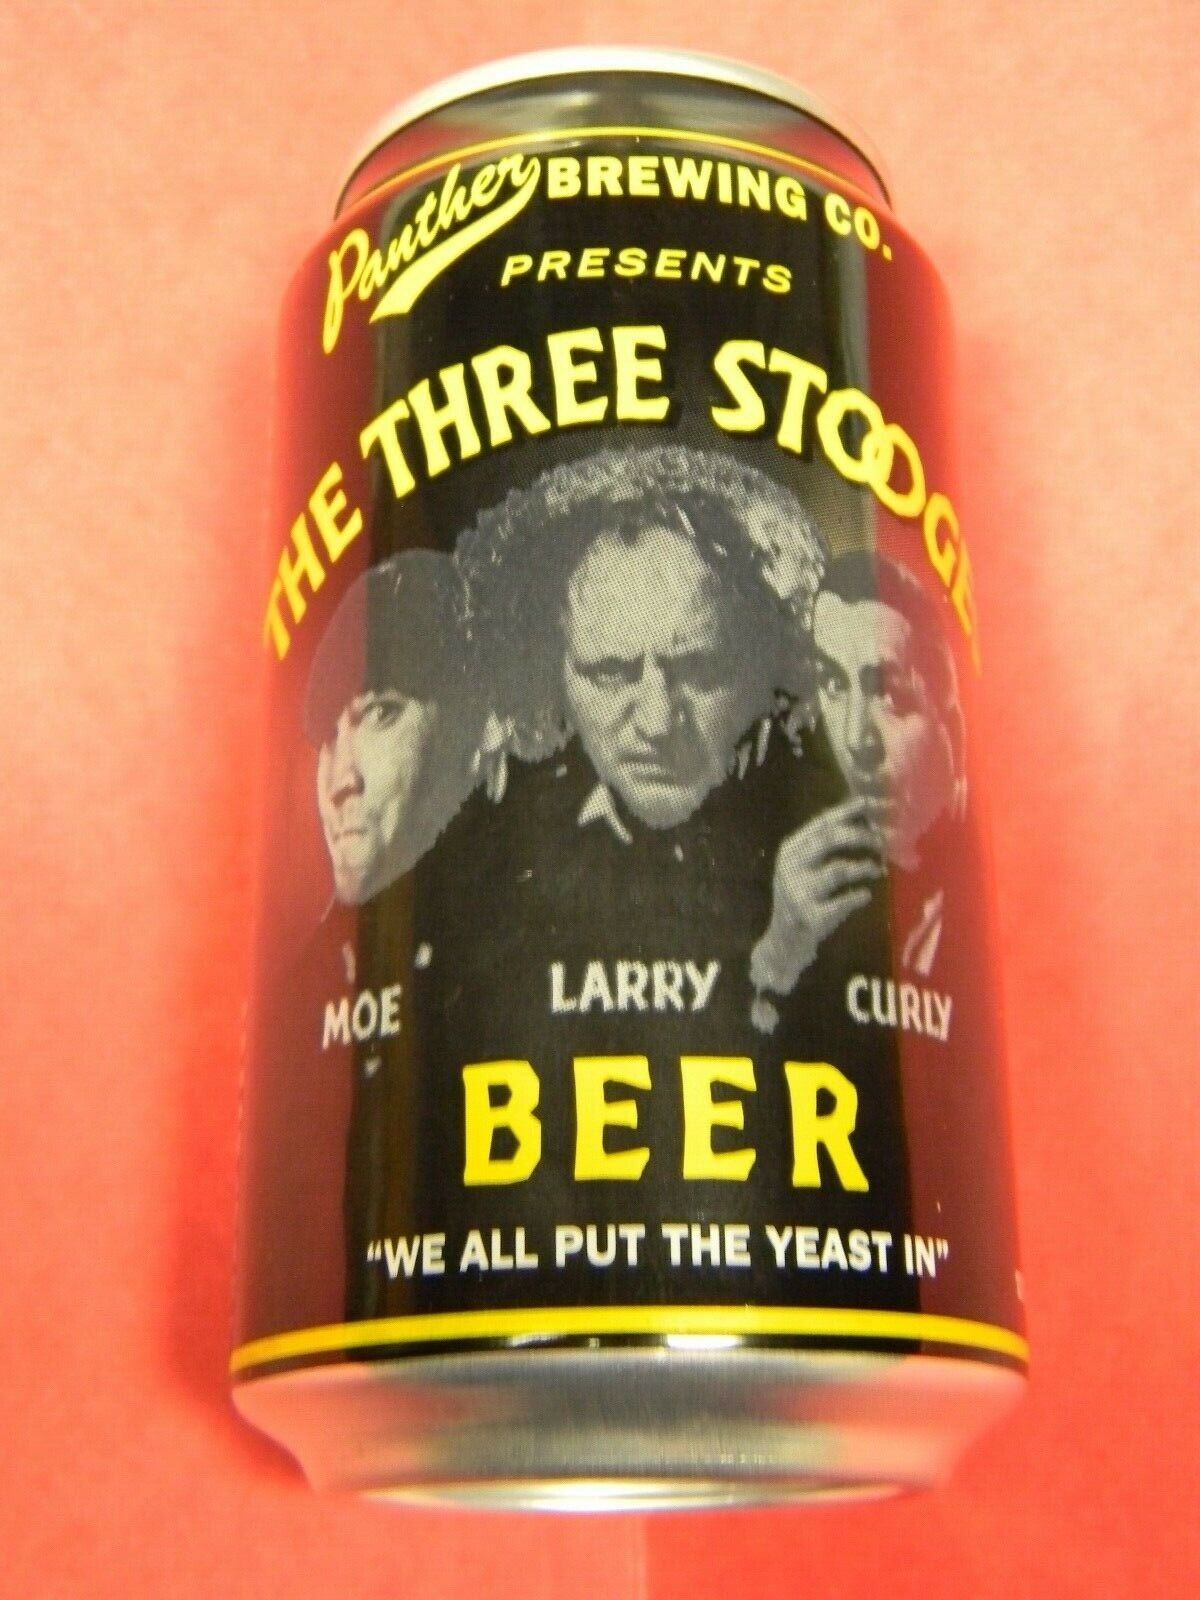 Panther BREWING CO.
PRESENTS
THE THREE STOOGE
MOE LARRY CURLY
BEER
"WE ALL PUT THE YEAST IN"